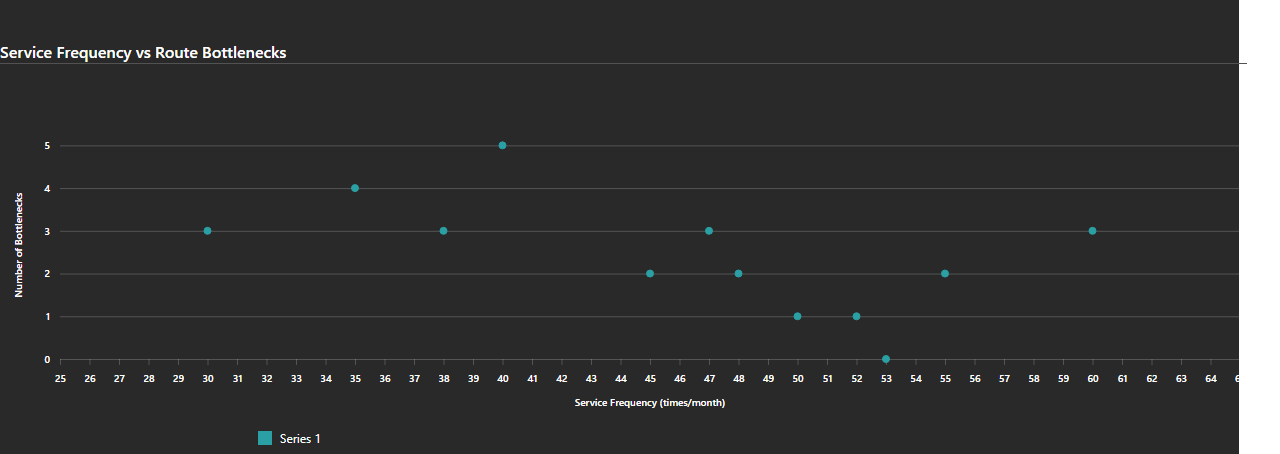 Service Frequency vs Route Bottlenecks
5
4
3
2
1
0
Number of Bottlenecks
25 26 27 28 29 30 31 32 33 34 35 36 37 38 39 40 41 42 43 44 45 46 47 48 49 50 51 52 53 54 55 56 57 58 59 60 61 62 63 64
Service Frequency (times/month)
Series 1